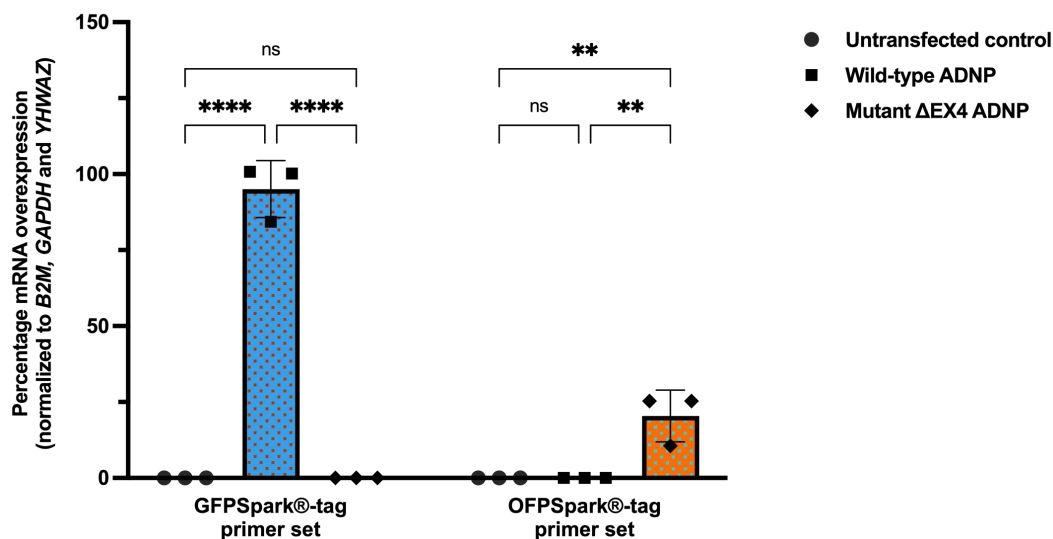 Percentage mRNA overexpression
(normalized to B2M, GAPDH and YHWAZ)
150
100
50
0
ns
**** ****
**
ns **
GFPSpark®-tag
primer set
OFPSpark®-tag
primer set
Untransfected control
Wild-type ADNP
Mutant ΔEX4 ADNP